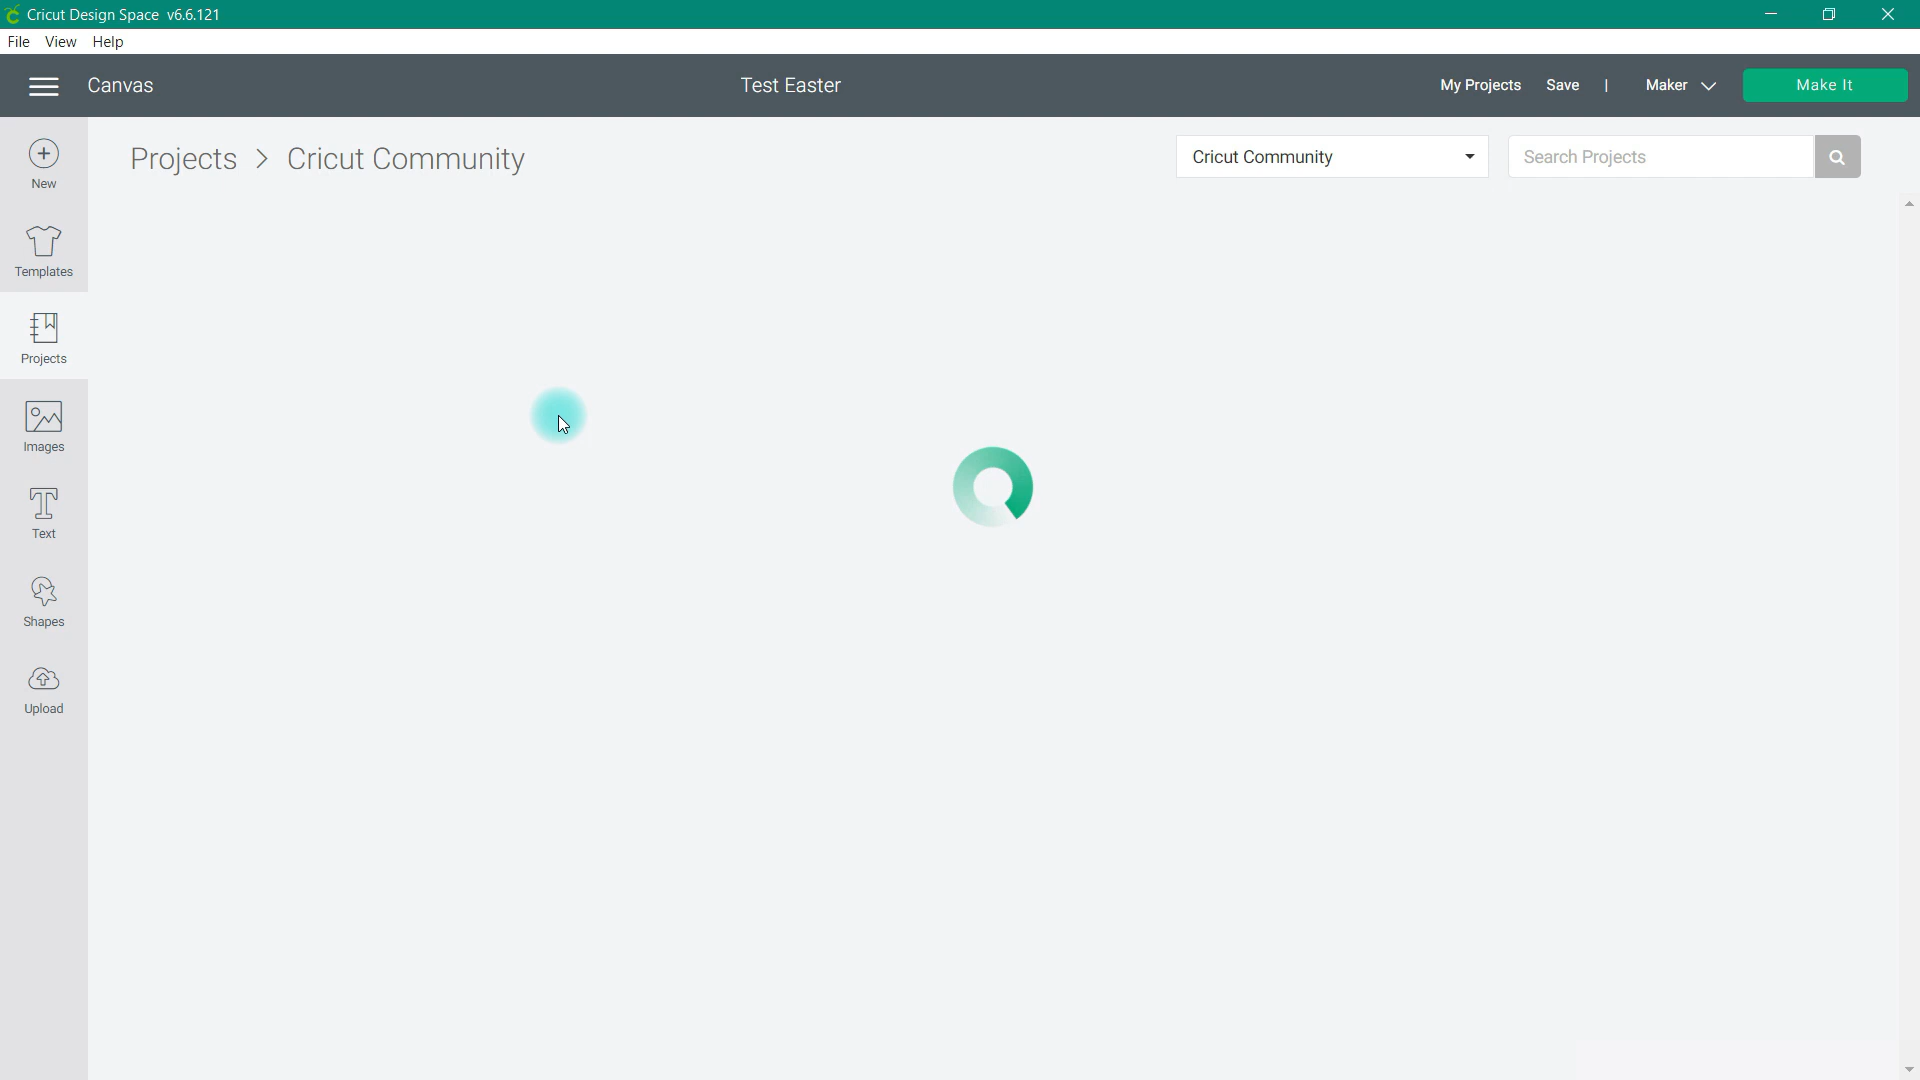 Cricut Design Space v6.6.121
File View Help
Canvas
Test Easter
My Projects Save | Maker
Make It
New
Templates
Projects
Images
Text
Shapes
Upload
Projects > Cricut Community
Cricut Community
Search Projects